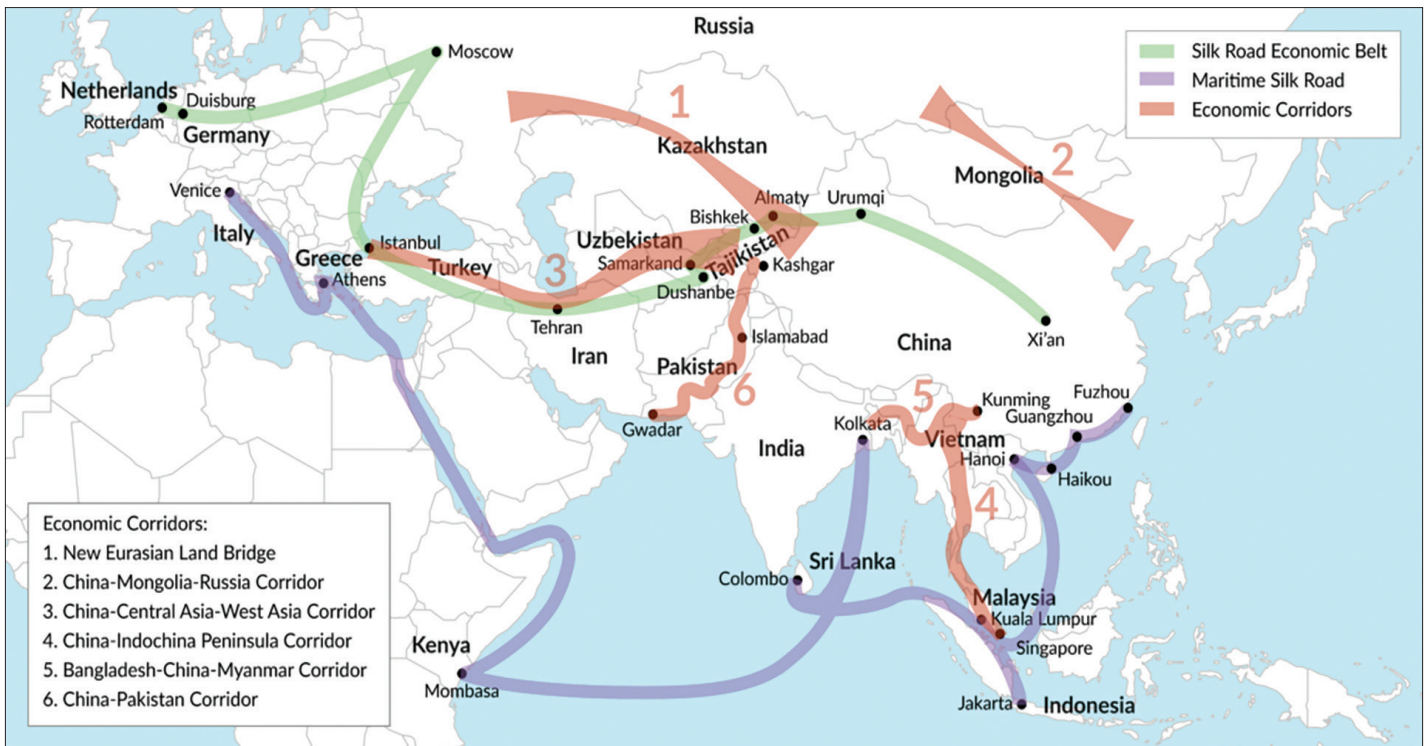 Russia
Silk Road Economic Belt
Maritime Silk Road
Economic Corridors
Moscow
Netherlands
Duisburg
Rotterdam
Germany
1
Kazakhstan
2
Mongolia
Venice
Almaty
Urumqi
Bishkek
Italy
Istanbul
Greece
Uzbekistan
Tajikistan
Turkey
Samarkand
Kashgar
3
Athens
Dushanbe
Tehran
Islamabad
Xi'an
China
Iran
Pakistan
6
5
Fuzhou
Kunming
Guangzhou
Gwadar
Kolkata
Vietnam
India
Hanoi
Haikou
4
Economic Corridors:
1. New Eurasian Land Bridge
2. China-Mongolia-Russia Corridor
3. China-Central Asia-West Asia Corridor
4. China-Indochina Peninsula Corridor
5. Bangladesh-China-Myanmar Corridor
6. China-Pakistan Corridor
Sri Lanka
Colombo
Malaysia
Kuala Lumpur
Singapore
Kenya
Mombasa
Jakarta
Indonesia